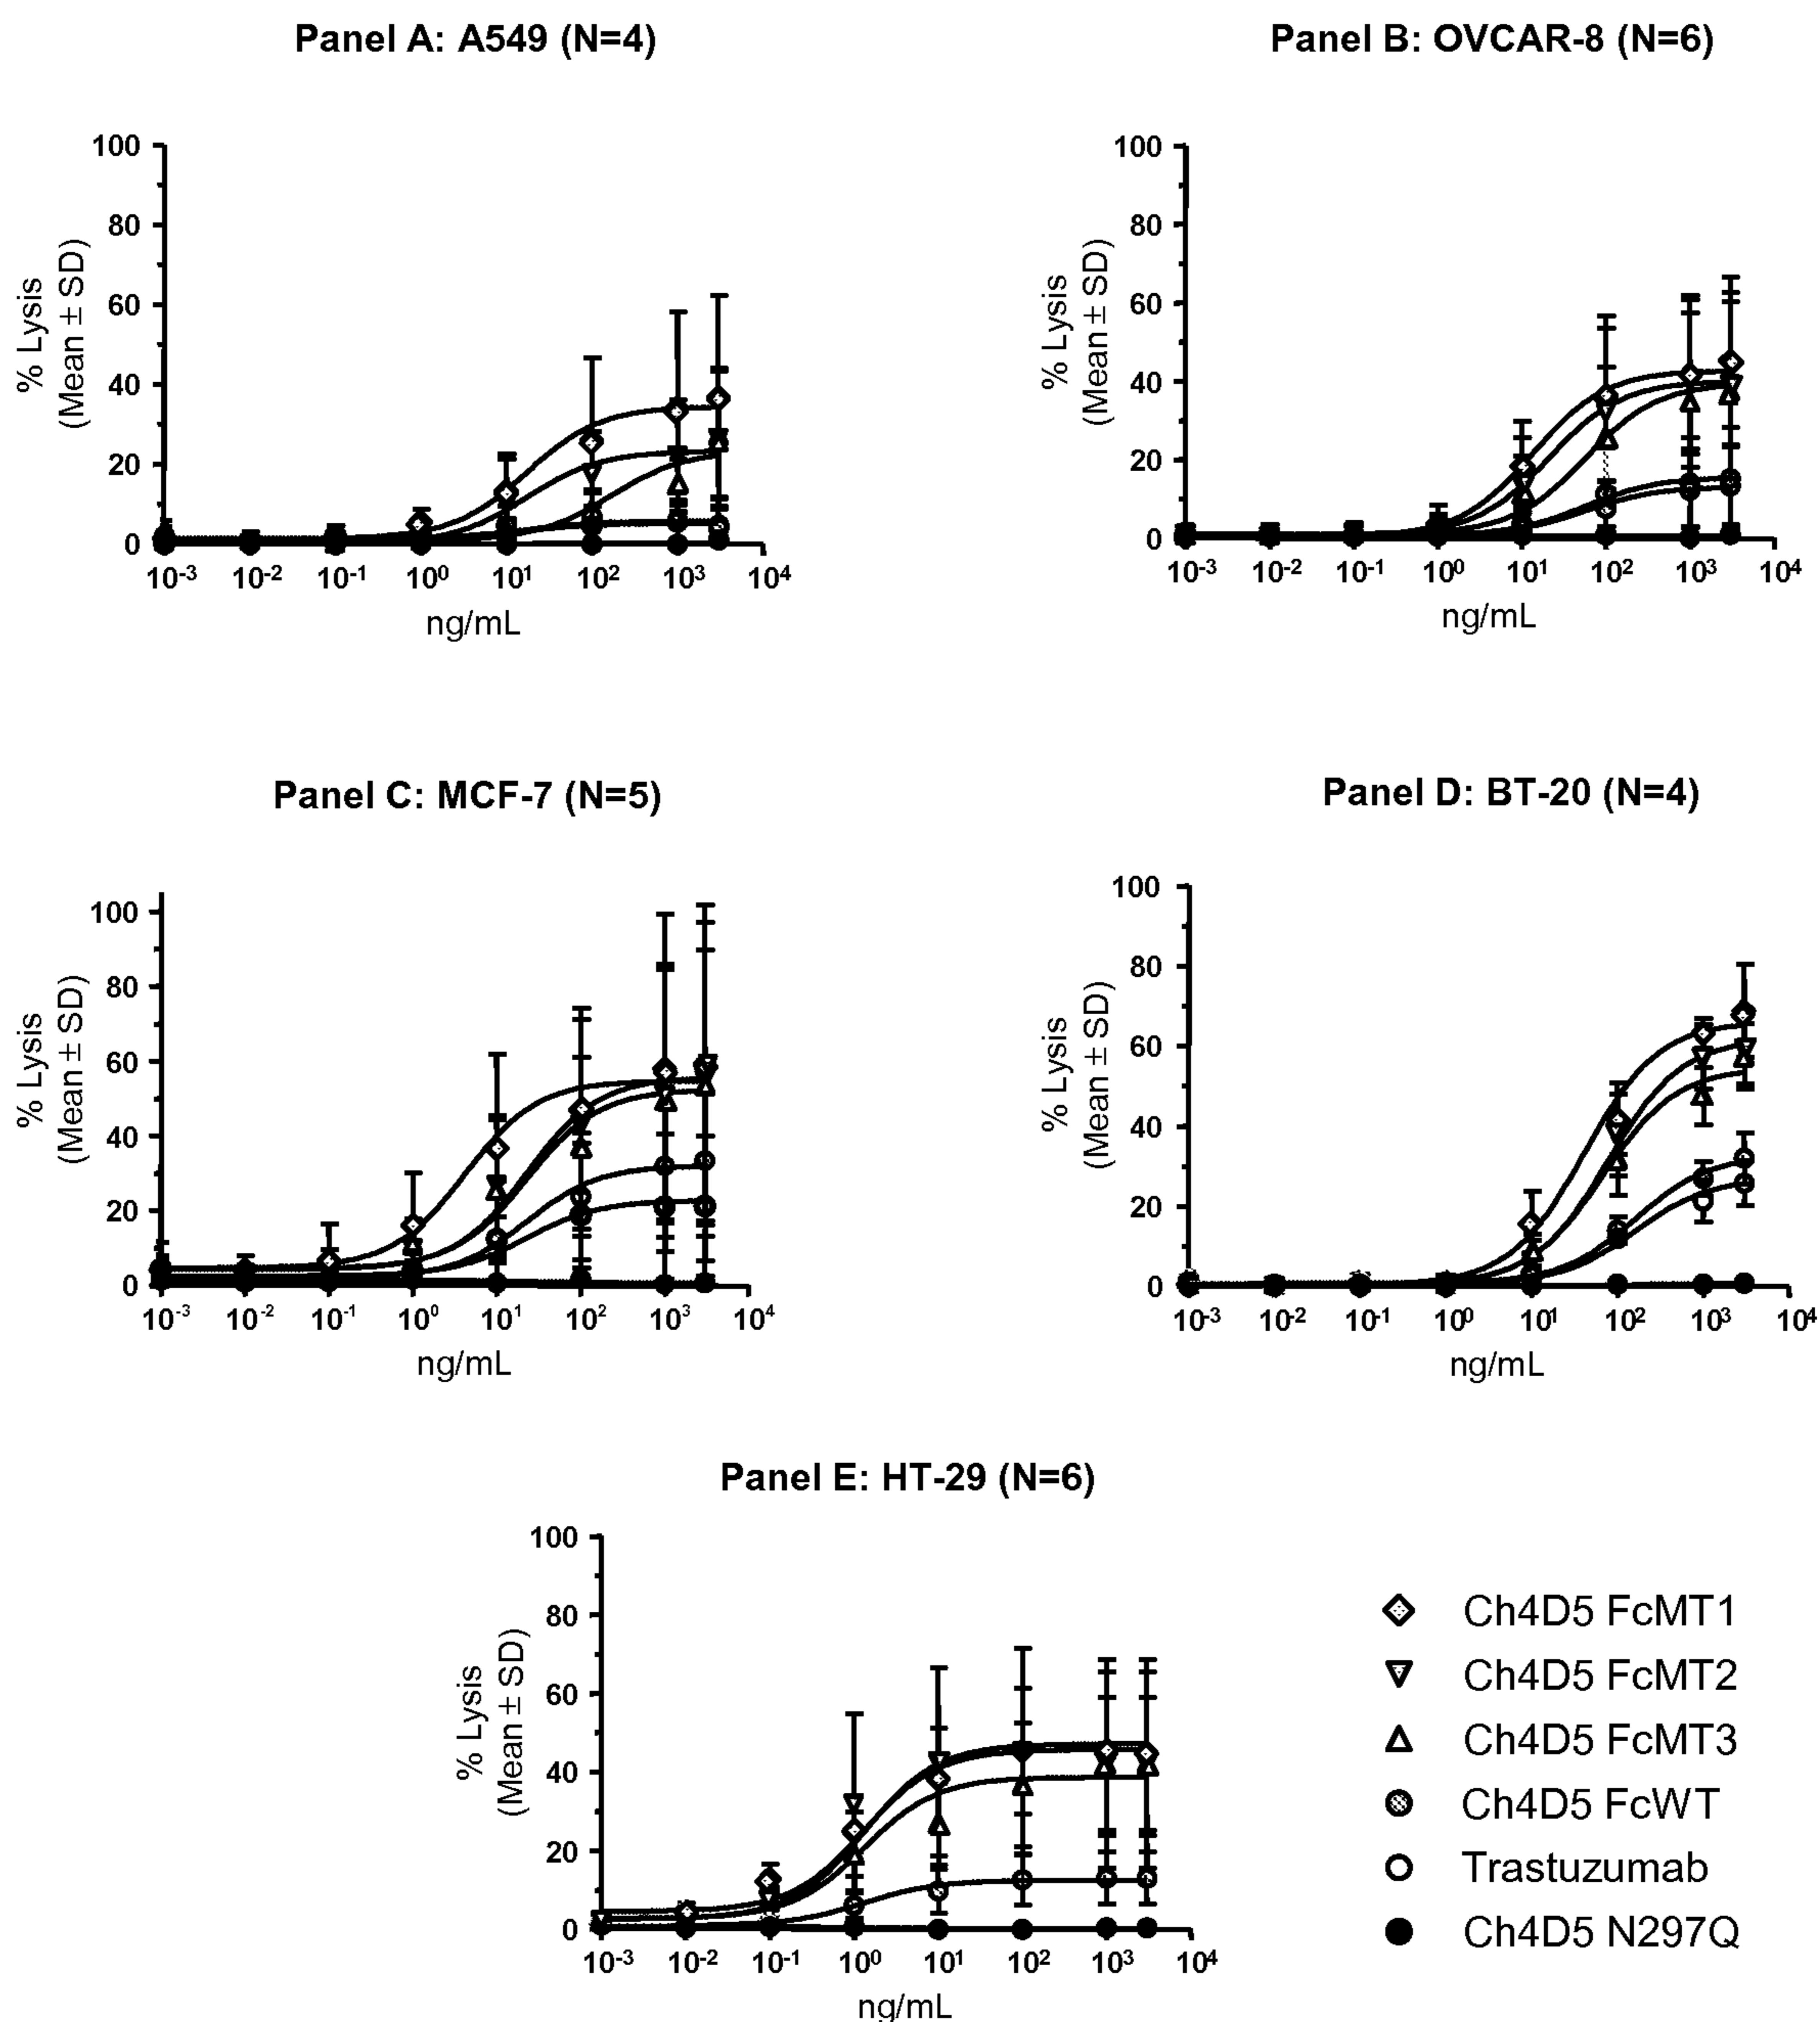 Panel A: A549 (N=4)
% Lysis
(Mean ± SD)
100
80
60
40
20
0
10-3 10-2 10-1 100 101 102 103 104
ng/mL
Panel B: OVCAR-8 (N=6)
% Lysis
(Mean ± SD)
100
80
60
40
20
0
10-3 10-2 10-1 100 101 102 103 104
ng/mL
Panel C: MCF-7 (N=5)
% Lysis
(Mean ± SD)
100
80
60
40
20
0
10-3 10-2 10-1 100 101 102 103 104
ng/mL
Panel D: BT-20 (N=4)
% Lysis
(Mean ± SD)
100
80
60
40
20
0
10-3 10-2 10-1 100 101 102 103 104
ng/mL
Panel E: HT-29 (N=6)
% Lysis
(Mean ± SD)
100
80
60
40
20
0
10-3 10-2 10-1 100 101 102 103 104
ng/mL
Ch4D5 FcMT1
Ch4D5 FcMT2
Ch4D5 FcMT3
Ch4D5 FcWT
Trastuzumab
Ch4D5 N297Q